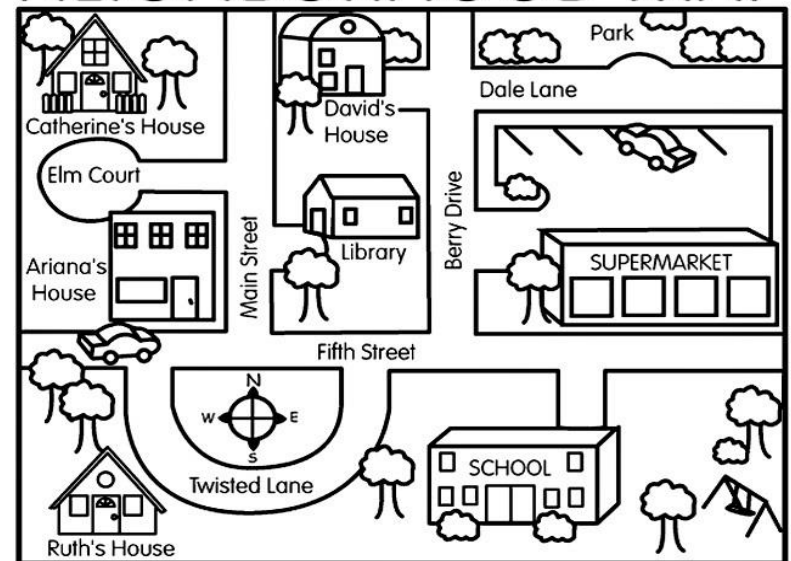 Park
Dale Lane
David's
House
Catherine's House
Elm Court
Berry Drive
Main Street
Library
SUPERMARKET
Ariana's
House
Fifth Street
N
W E
S
Twisted Lane
SCHOOL
Ruth's House